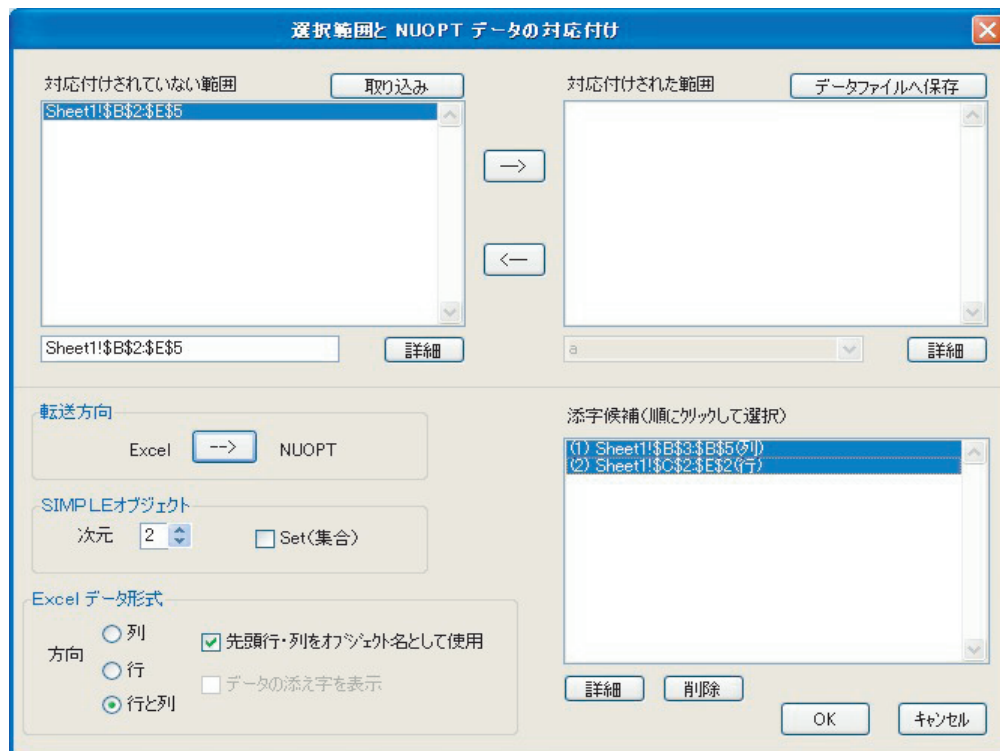 選択範囲と NUOPT データの対応付け
対応付けされていない範囲
取り込み
対応付けされた範囲
データファイルへ保存
Sheet1!$B$2:$E$5
-->
<--
Sheet1!$B$2:$E$5
詳細
a
詳細
転送方向
Excel
-->
NUOPT
SIMPLEオブジェクト
次元
2
Set(集合)
Excel データ形式
方向
列
行
行と列
先頭行・列をオブジェクト名として使用
データの添え字を表示
添字候補(順にクリックして選択)
(1) Sheet1!$B$3:$B$5(列)
(2) Sheet1!$C$2:$E$2(行)
詳細
削除
OK
キャンセル